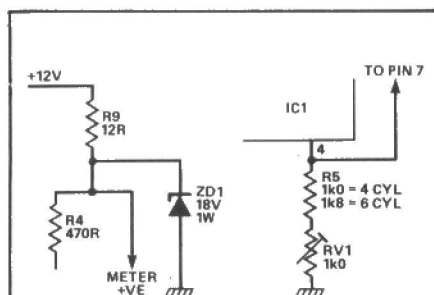 +12V
R9
12R
R4
470R
METER
+VE
ZD1
18V
1W
TO PIN 7
IC1
4
R5
1k0 = 4 CYL
1k8 = 6 CYL
RV1
1k0